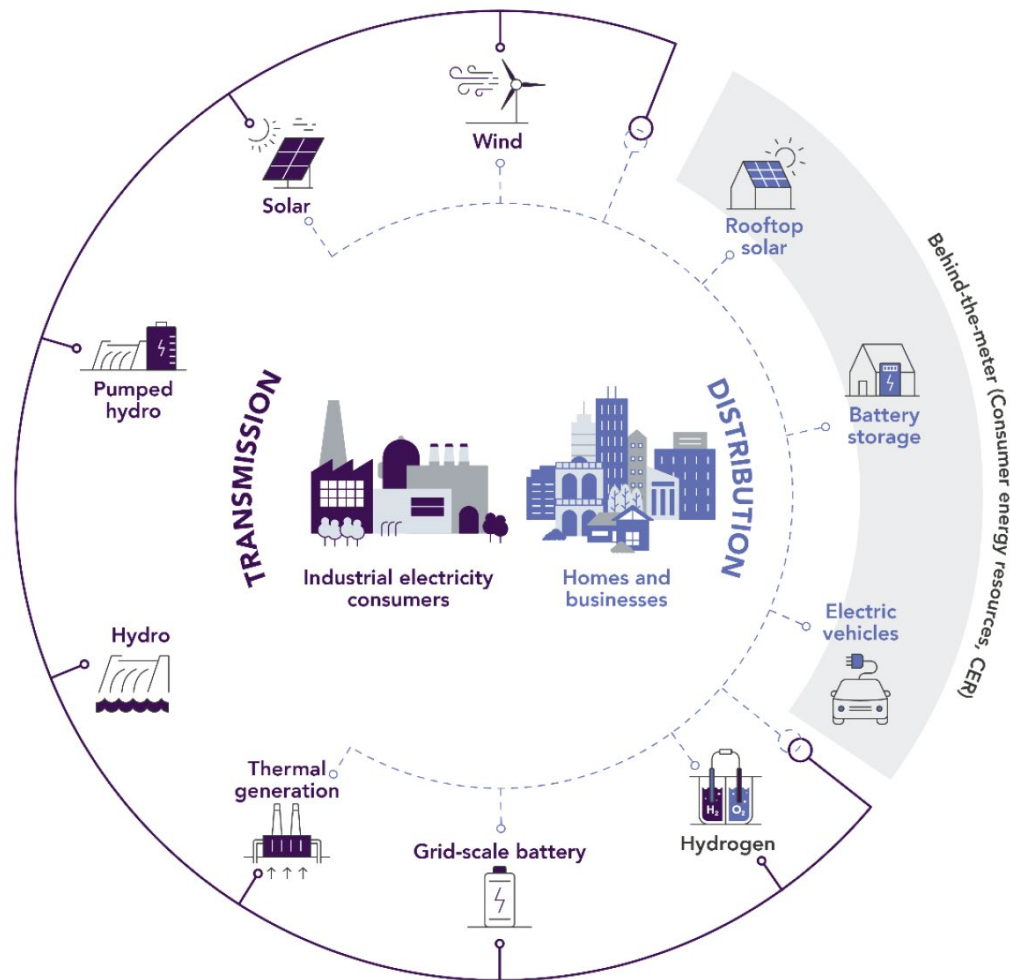 Wind
Solar
Rooftop
solar
Pumped
hydro
Battery
storage
TRANSMISSION
DISTRIBUTION
Behind-the-meter (Consumer energy resources, CER)
Industrial electricity
consumers
Homes and
businesses
Hydro
Electric
vehicles
Thermal
generation
Grid-scale battery
H₂
O₂
Hydrogen